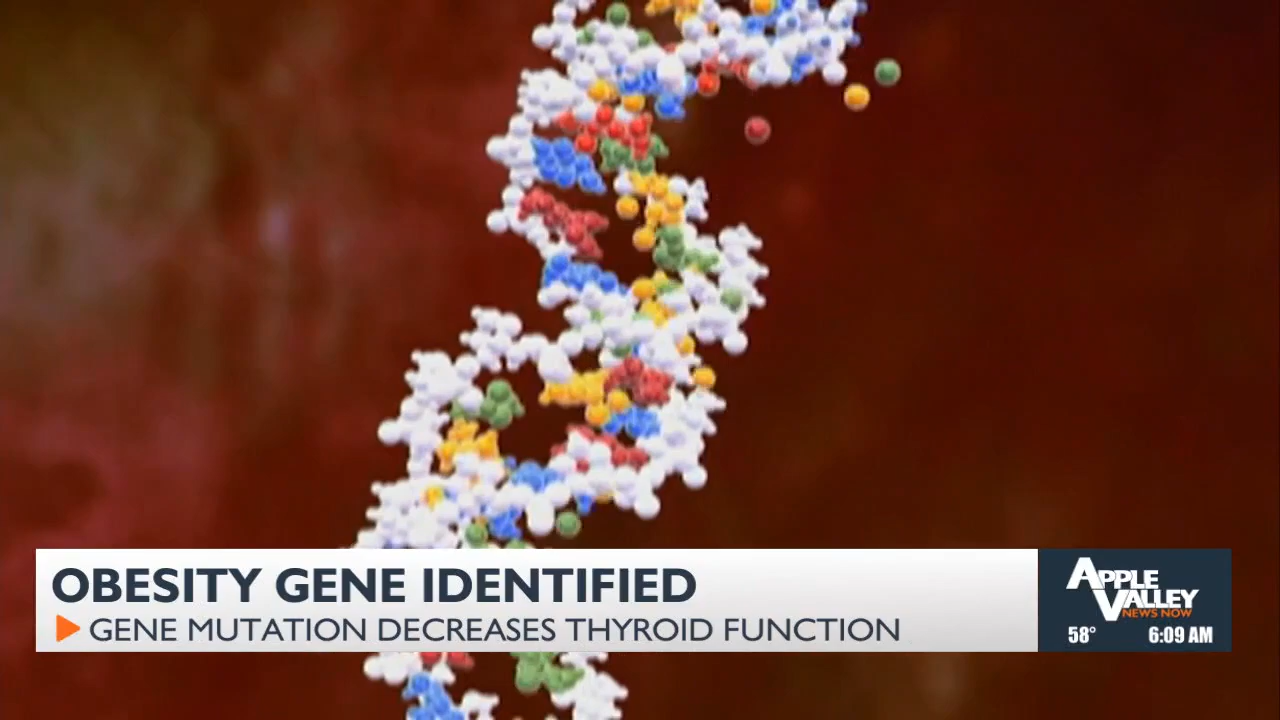 OBESITY GENE IDENTIFIED
GENE MUTATION DECREASES THYROID FUNCTION
APPLE
VALLEY
NEWS NOW
58° 6:09 AM